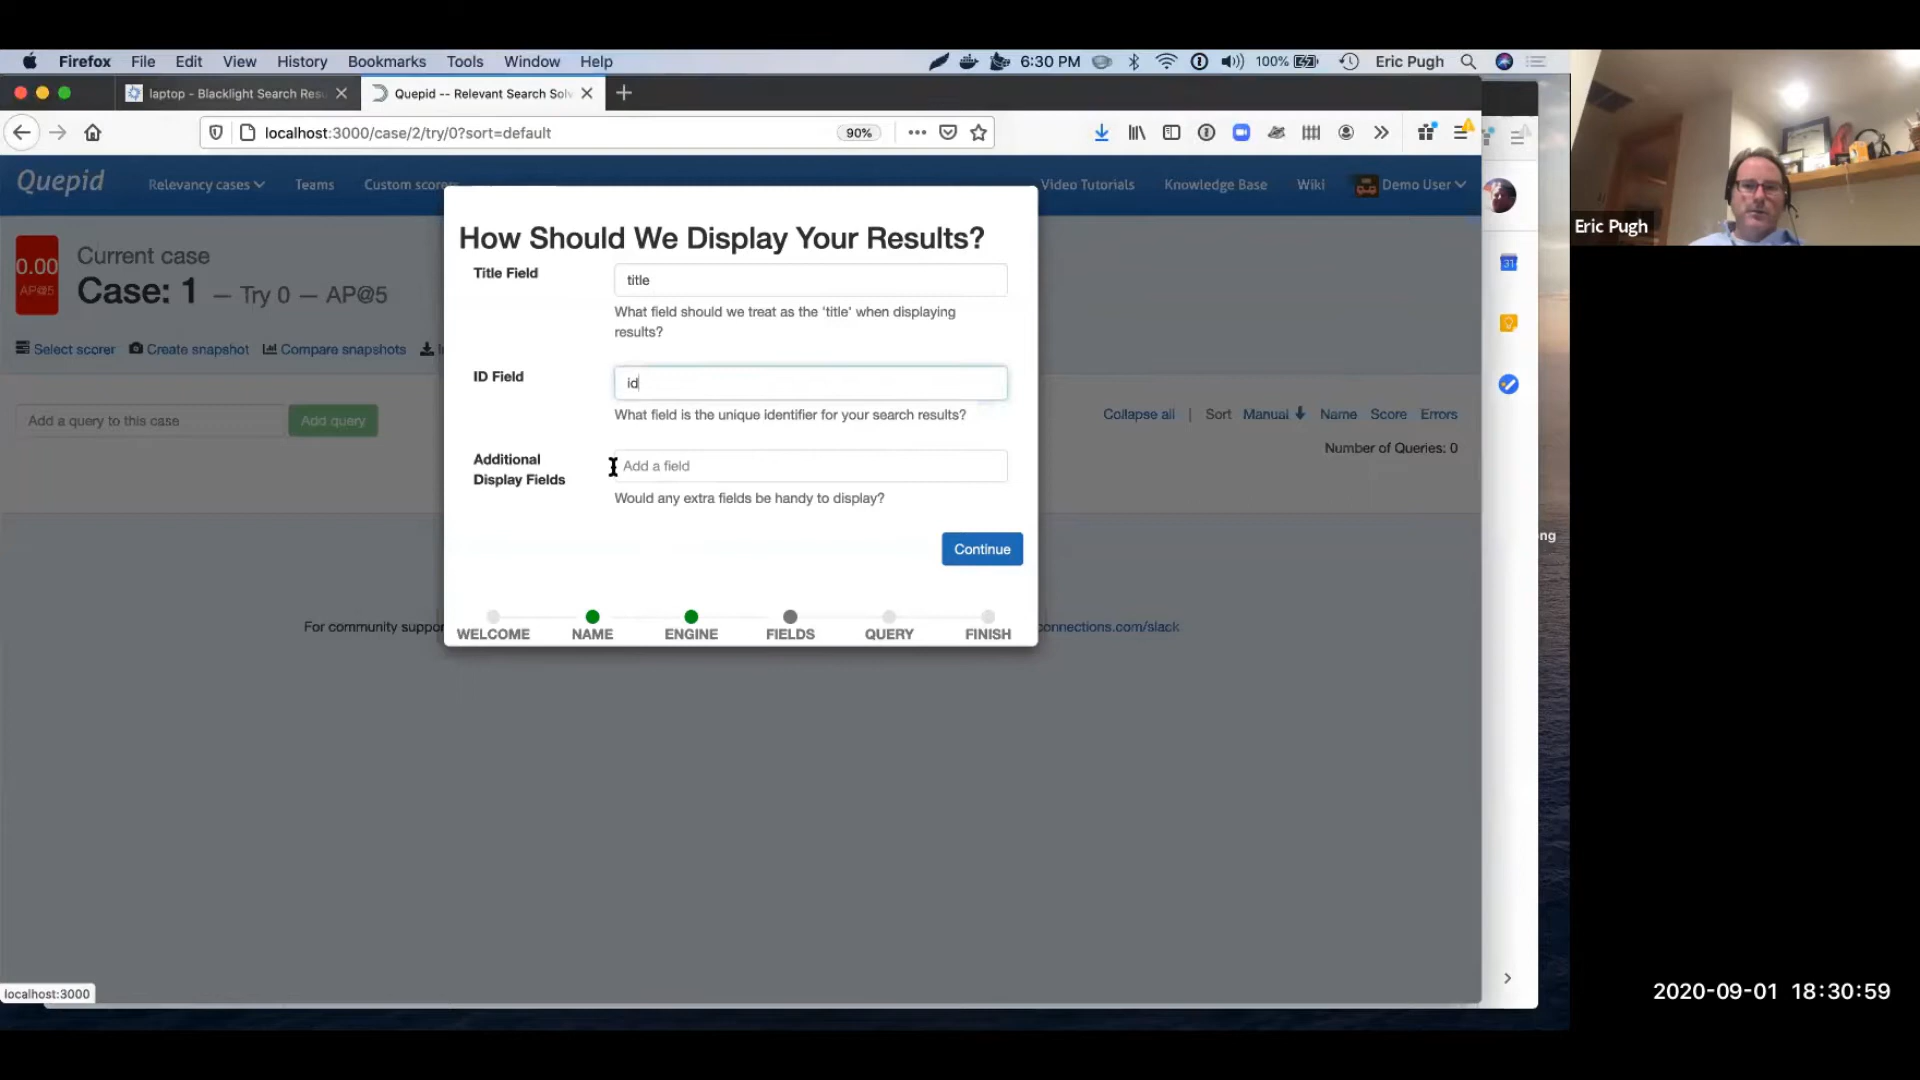 Firefox File Edit View History Bookmarks Tools Window Help 6:30 PM 100% Eric Pugh
laptop - Blacklight Search Resu
Quepid -- Relevant Search Solv
localhost:3000/case/2/try/0?sort=default 90%
Quepid Relevancy cases Teams Custom scorers Video Tutorials Knowledge Base Wiki Demo User
Eric Pugh
0.00
AP@5
Current case
Case: 1 — Try 0 — AP@5
Select scorer Create snapshot Compare snapshots
31
How Should We Display Your Results?
Title Field
title
What field should we treat as the 'title' when displaying
results?
ID Field
id
What field is the unique identifier for your search results?
Additional
Display Fields
Add a field
Would any extra fields be handy to display?
Continue
WELCOME NAME ENGINE FIELDS QUERY FINISH
Add a query to this case Add query
Collapse all | Sort Manual Name Score Errors
Number of Queries: 0
ng
For community suppor
connections.com/slack
localhost:3000
2020-09-01 18:30:59